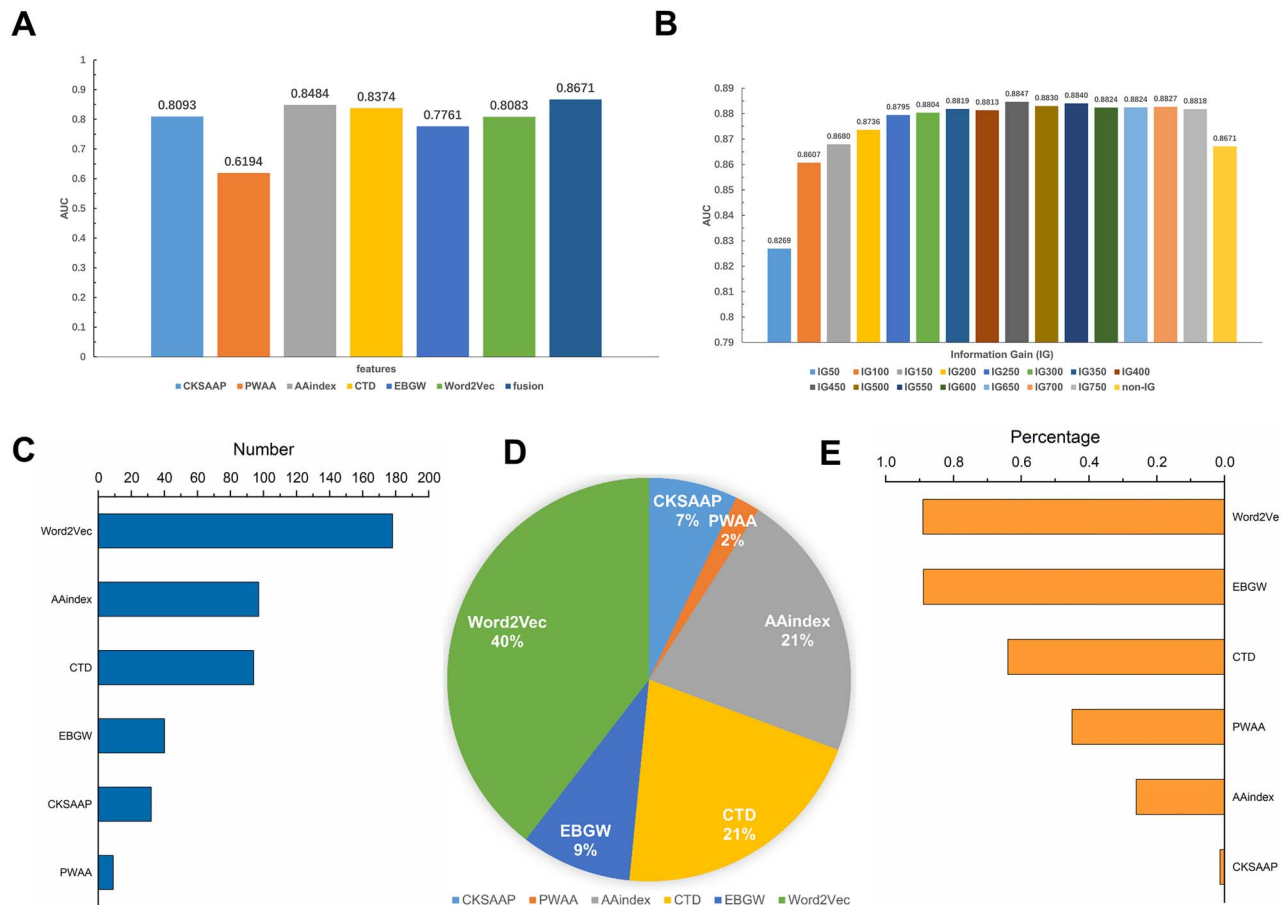 A
1
0.9
0.8
0.7
0.6
0.5
0.4
0.3
0.2
0.1
0
AUC
0.8093
0.6194
0.8484
0.8374
0.7761
0.8083
0.8671
features
CKSAAP PWAA AAindex CTD EBGW Word2Vec fusion
B
0.89
0.88
0.87
0.86
0.85
0.84
0.83
0.82
0.81
0.8
0.79
AUC
0.8269
0.8607
0.8680
0.8736
0.8795
0.8804
0.8819
0.8813
0.8847
0.8830
0.8840
0.8824
0.8824
0.8827
0.8818
0.8671
Information Gain (IG)
IG50 IG100 IG150 IG200 IG250 IG300 IG350 IG400
IG450 IG500 IG550 IG600 IG650 IG700 IG750 non-IG
C
Number
0 20 40 60 80 100 120 140 160 180 200
Word2Vec
AAindex
CTD
EBGW
CKSAAP
PWAA
D
CKSAAP
7%
PWAA
2%
AAindex
21%
CTD
21%
EBGW
9%
Word2Vec
40%
CKSAAP PWAA AAindex CTD EBGW Word2Vec
E
Percentage
1.0 0.8 0.6 0.4 0.2 0.0
Word2Ve
EBGW
CTD
PWAA
AAindex
CKSAAP